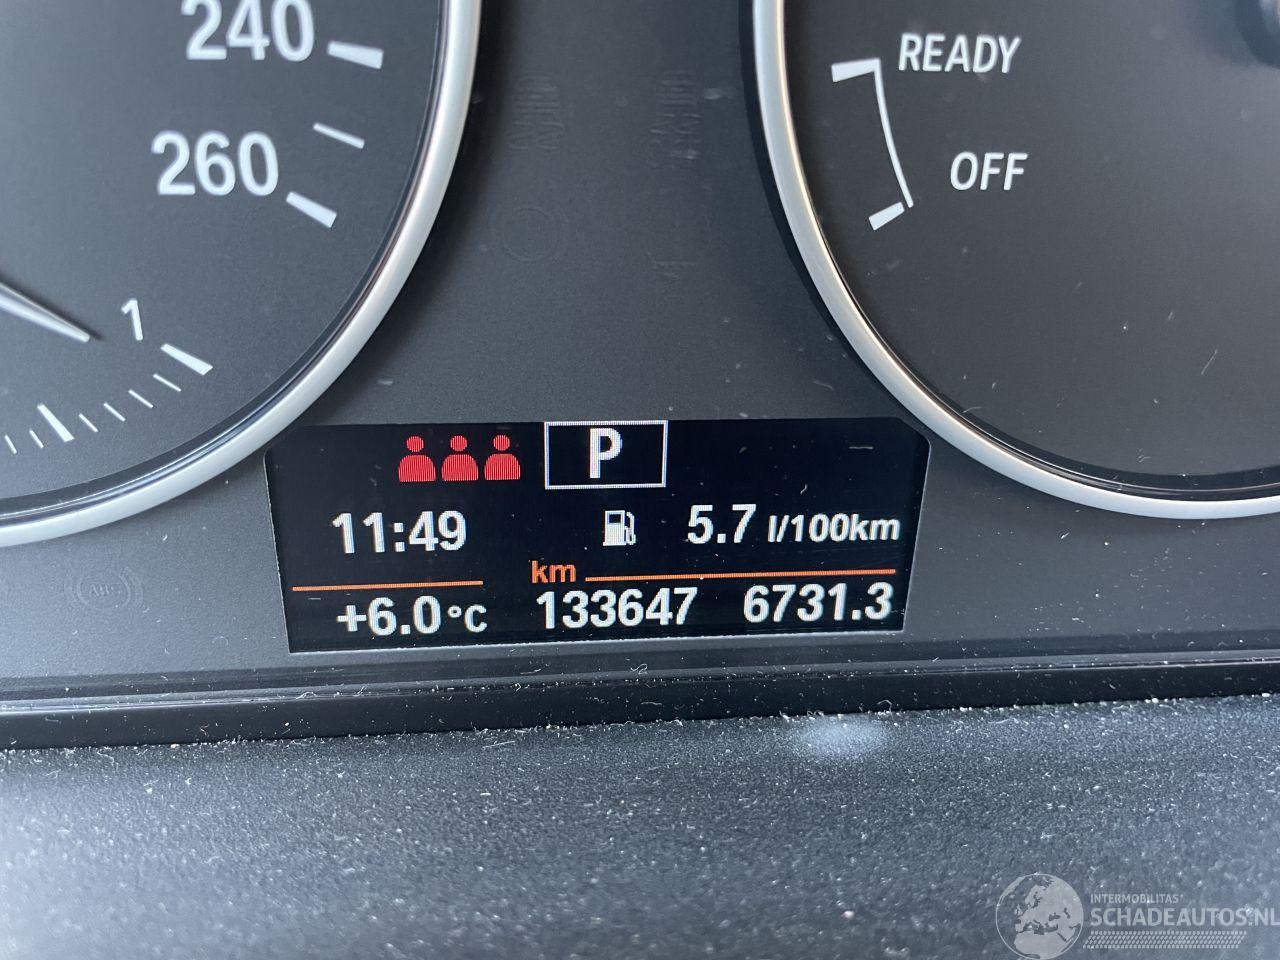 240
260
READY
OFF
1
P
11:49
5.7 l/100km
km
+6.0°C
133647
6731.3
INTERMOBILITAS
SCHADEAUTOS.NL